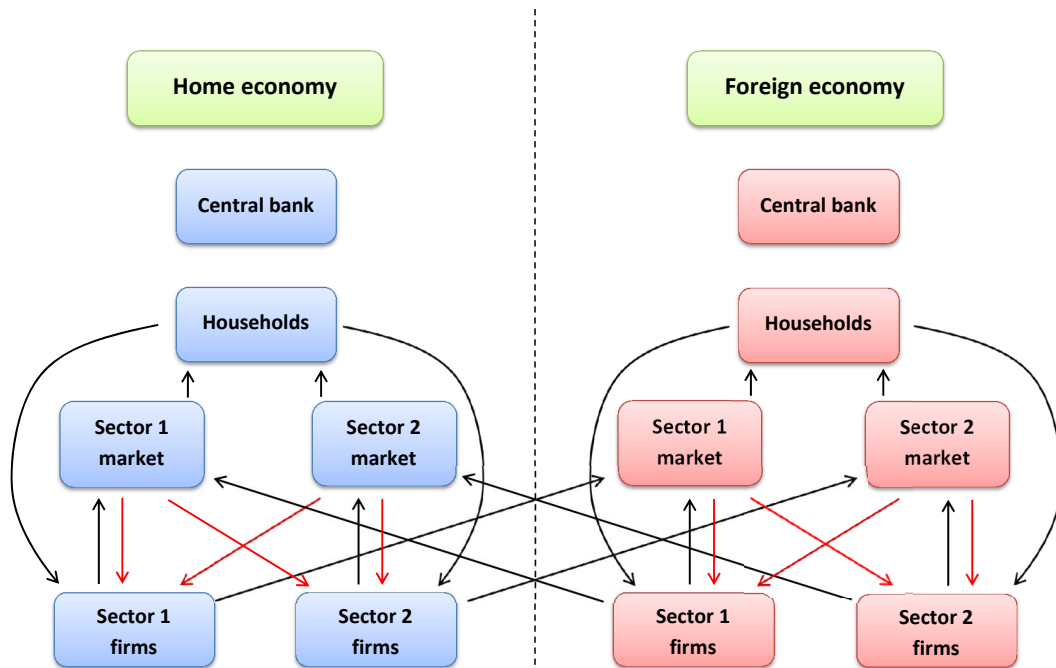 Home economy
Foreign economy
Central bank
Central bank
Households
Households
Sector 1
market
Sector 2
market
Sector 1
market
Sector 2
market
Sector 1
firms
Sector 2
firms
Sector 1
firms
Sector 2
firms